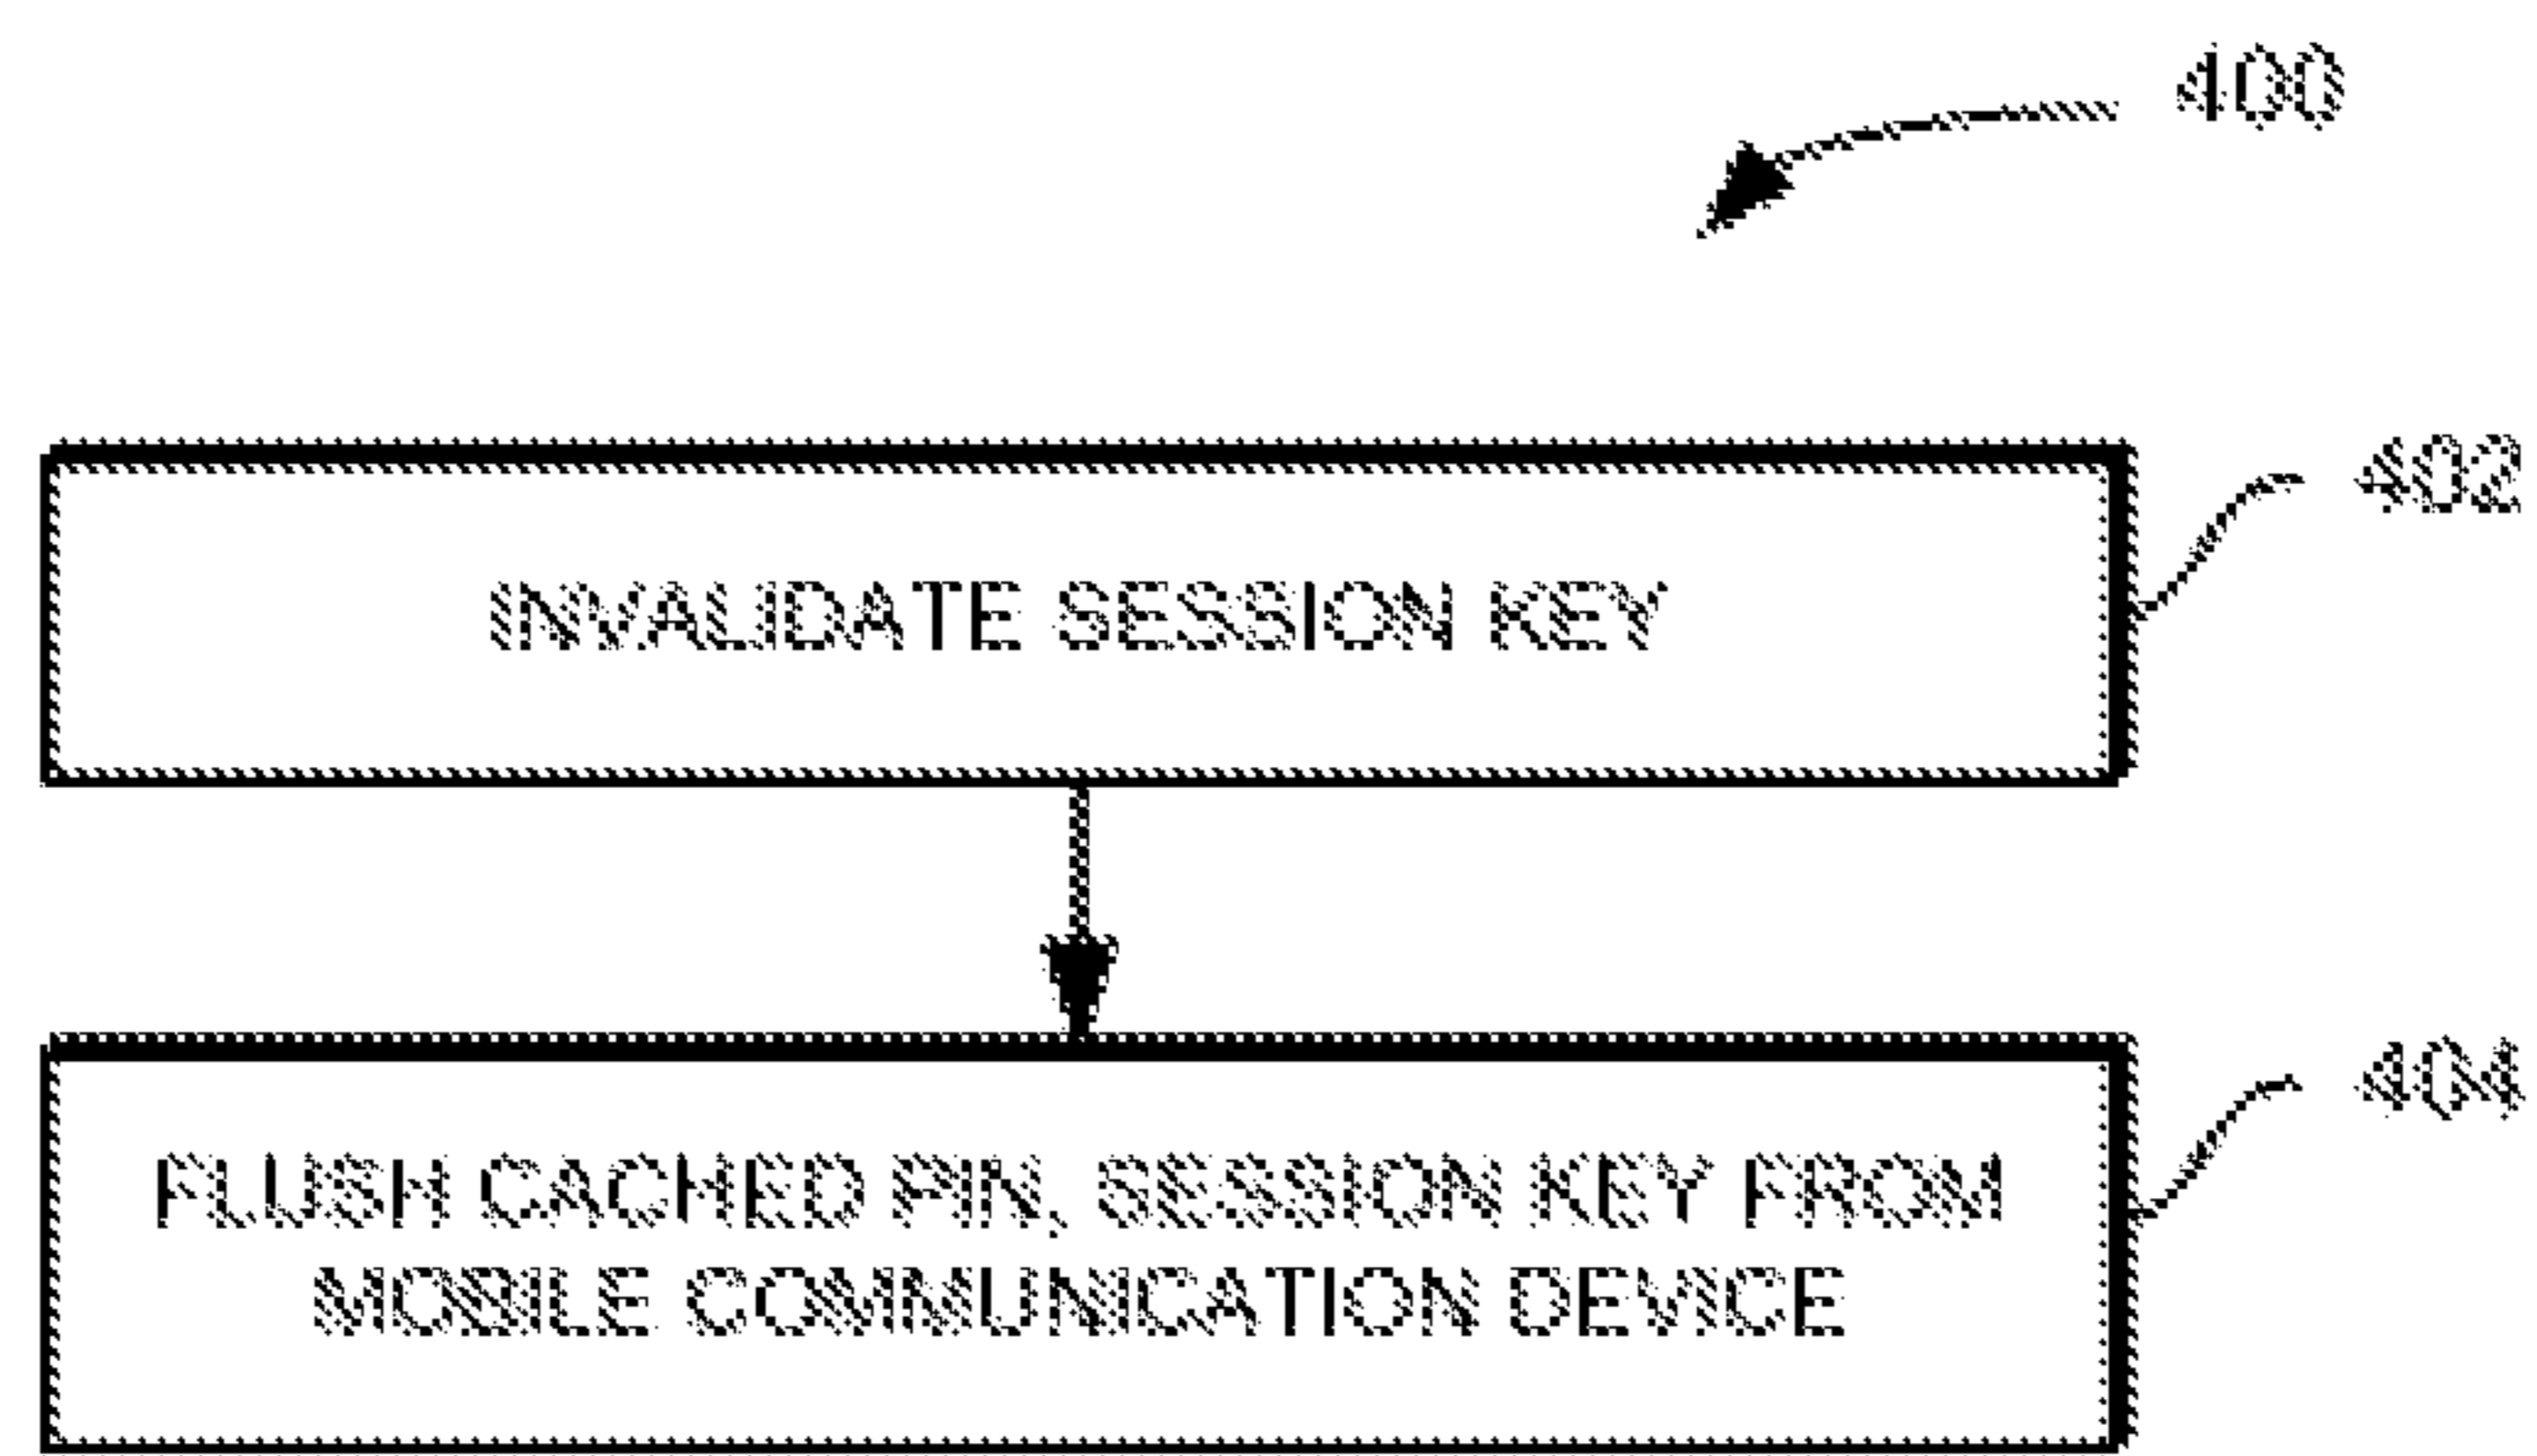 400
402
INVALIDATE SESSION KEY
404
FLUSH CACHED PIN, SESSION KEY FROM
MOBILE COMMUNICATION DEVICE